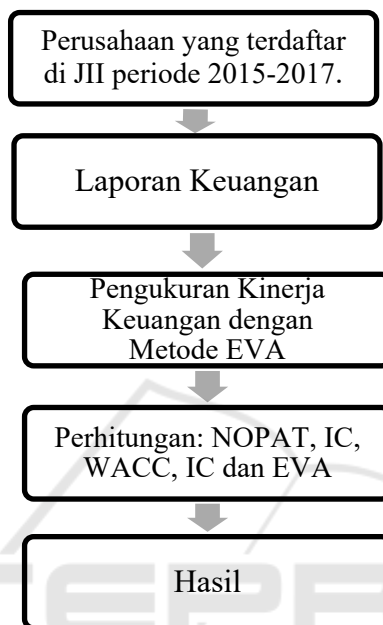 Perusahaan yang terdaftar
di JII periode 2015-2017.
Laporan Keuangan
Pengukuran Kinerja
Keuangan dengan
Metode EVA
Perhitungan: NOPAT, IC,
WACC, IC dan EVA
Hasil